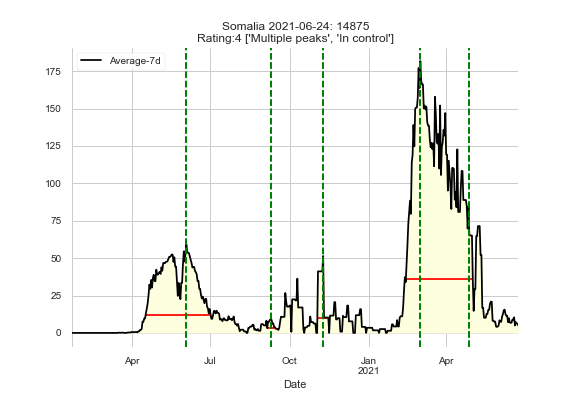 Somalia 2021-06-24: 14875
Rating:4 ['Multiple peaks', 'In control']
Average-7d
175
150
125
100
75
50
25
0
Apr
Jul
Oct
Jan
2021
Apr
Date